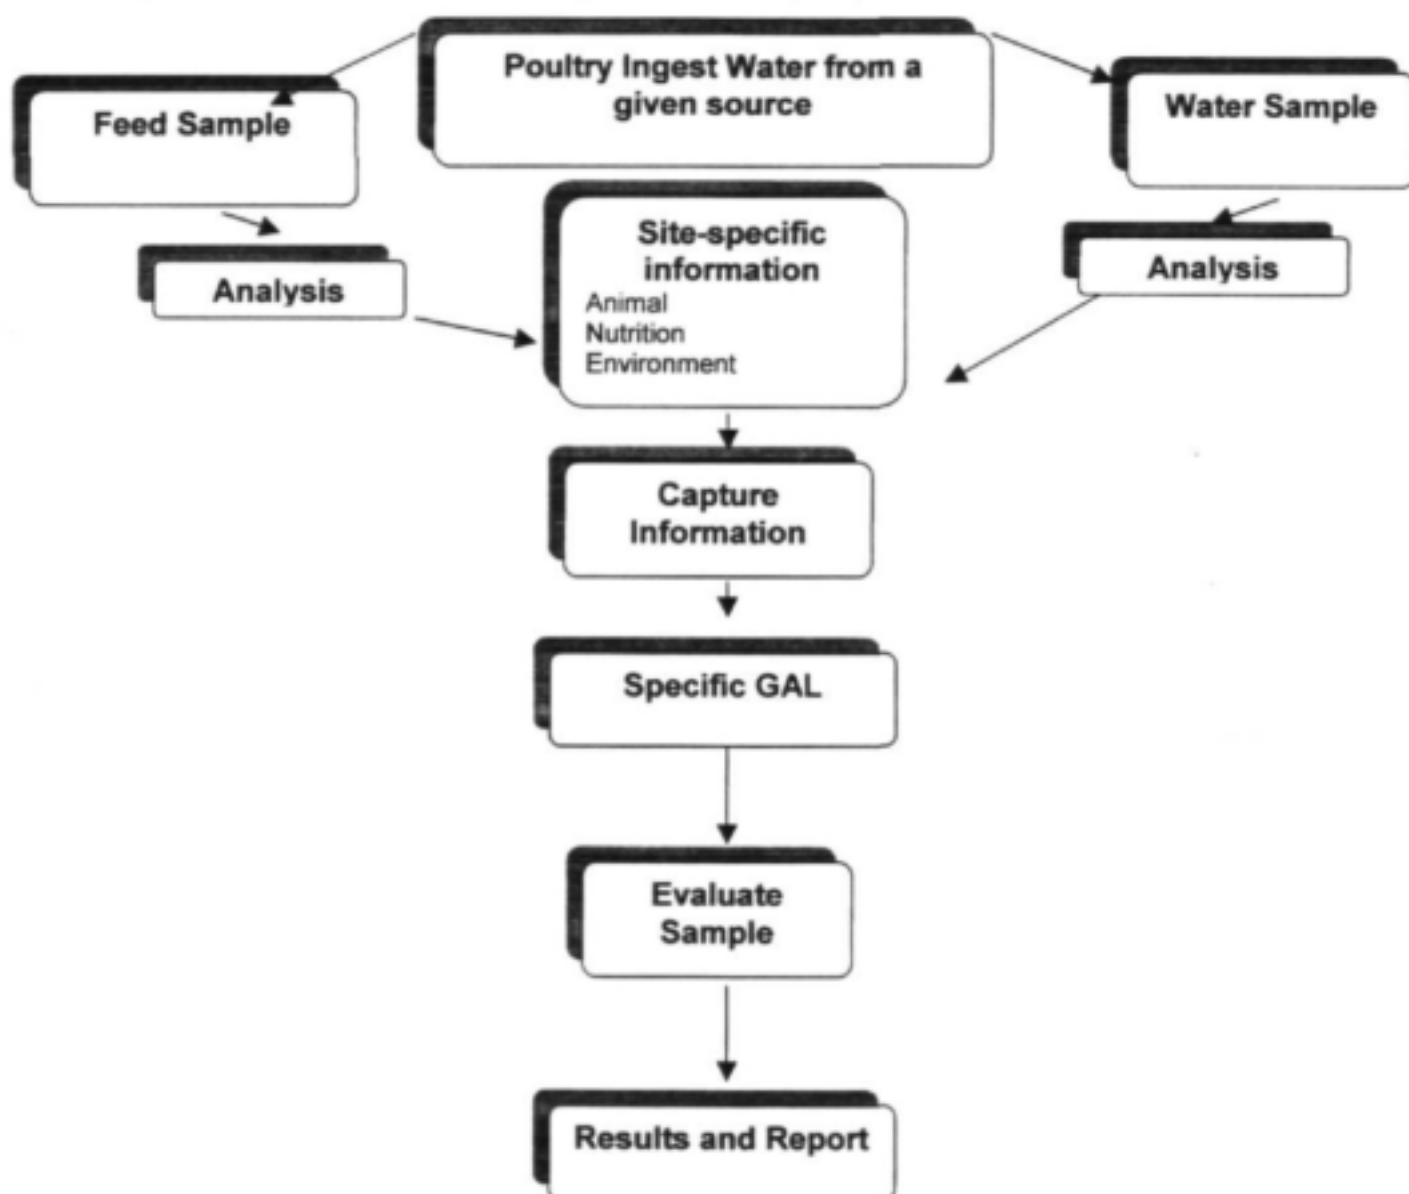 Poultry Ingest Water from a
given source
Feed Sample
Water Sample
Site-specific
information
Animal
Nutrition
Environment
Analysis
Analysis
Capture
Information
Specific GAL
Evaluate
Sample
Results and Report